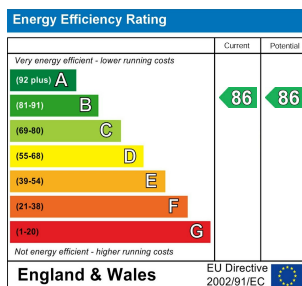 Energy Efficiency Rating
Current Potential
Very energy efficient - lower running costs
(92 plus) A
(81-91) B
(69-80) C
(55-68) D
(39-54) E
(21-38) F
(1-20) G
86 86
Not energy efficient - higher running costs
England & Wales
EU Directive
2002/91/EC